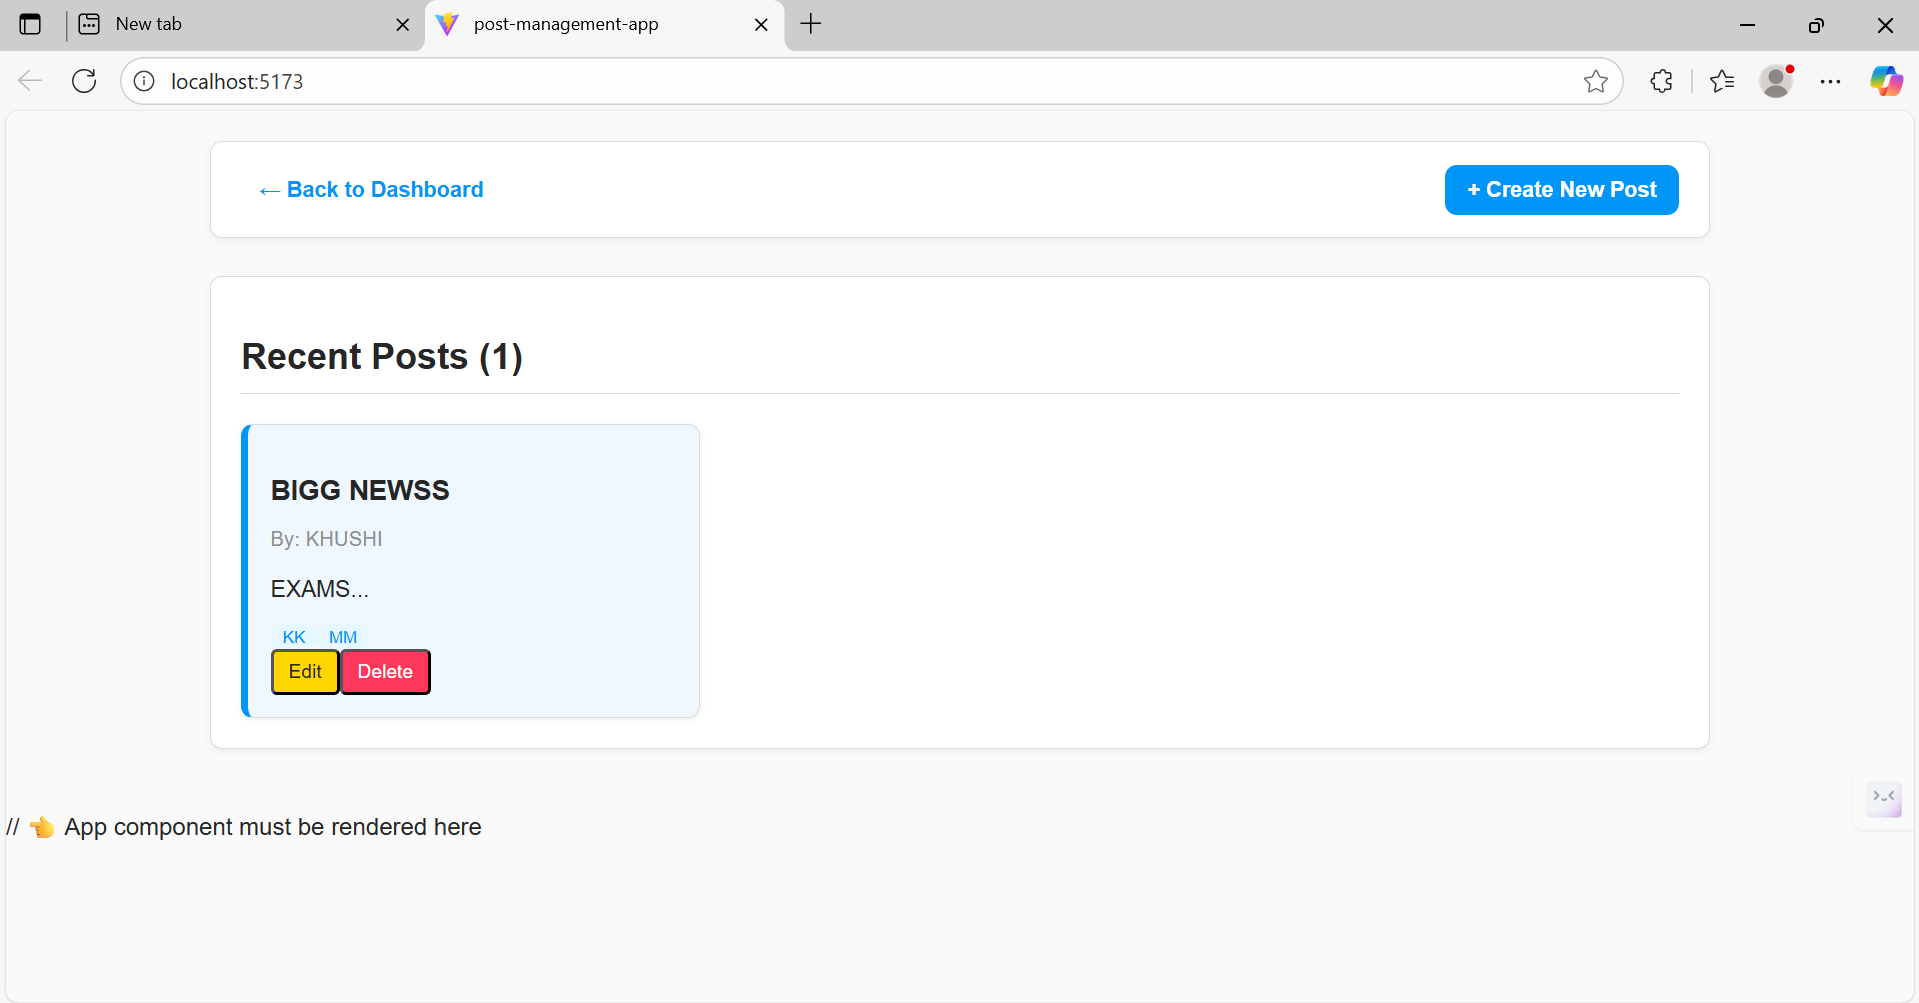 New tab
post-management-app
localhost:5173
← Back to Dashboard
+ Create New Post
Recent Posts (1)
BIGG NEWSS
By: KHUSHI
EXAMS...
KK MM
Edit Delete
// 👈 App component must be rendered here